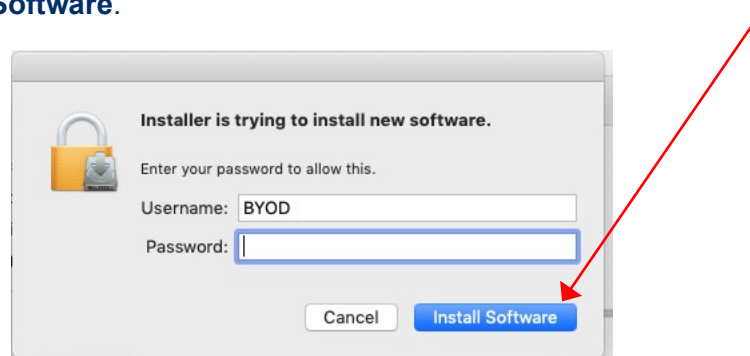 Software.
Installer is trying to install new software.
Enter your password to allow this.
Username: BYOD
Password:
Cancel Install Software